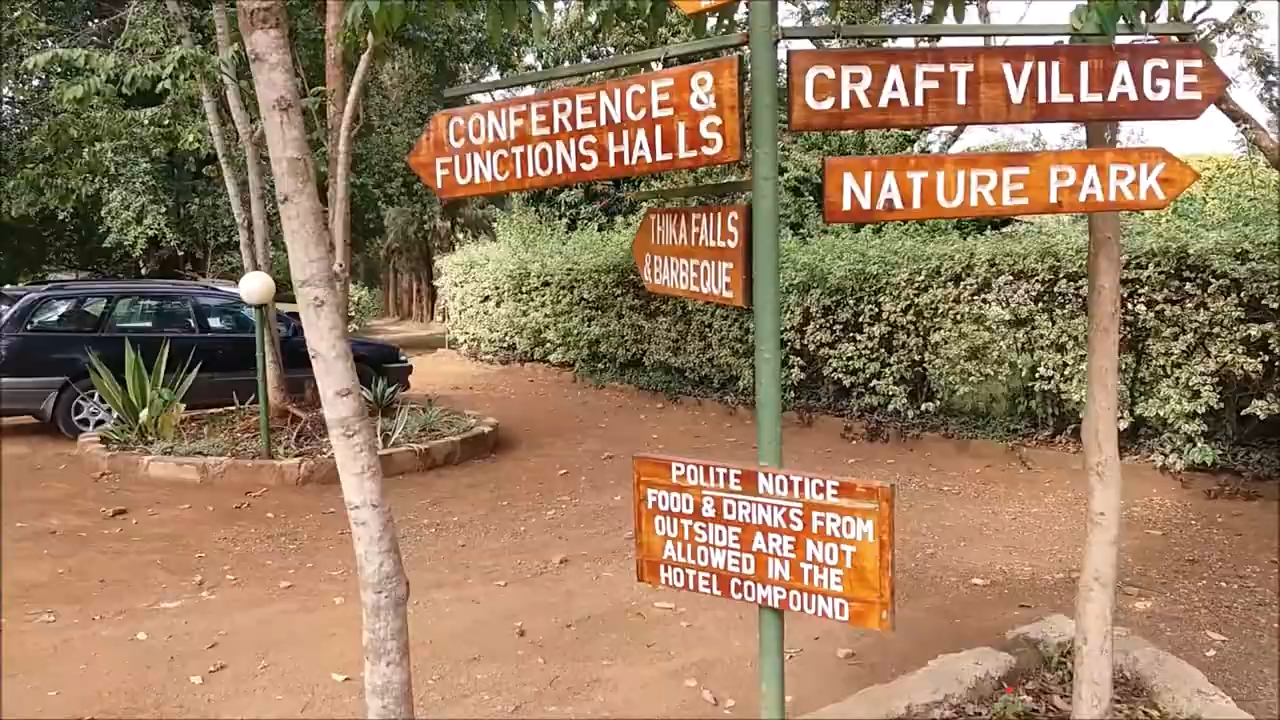 CONFERENCE &
FUNCTIONS HALLS
CRAFT VILLAGE
NATURE PARK
THIKA FALLS
& BARBEQUE
POLITE NOTICE
FOOD & DRINKS FROM
OUTSIDE ARE NOT
ALLOWED IN THE
HOTEL COMPOUND